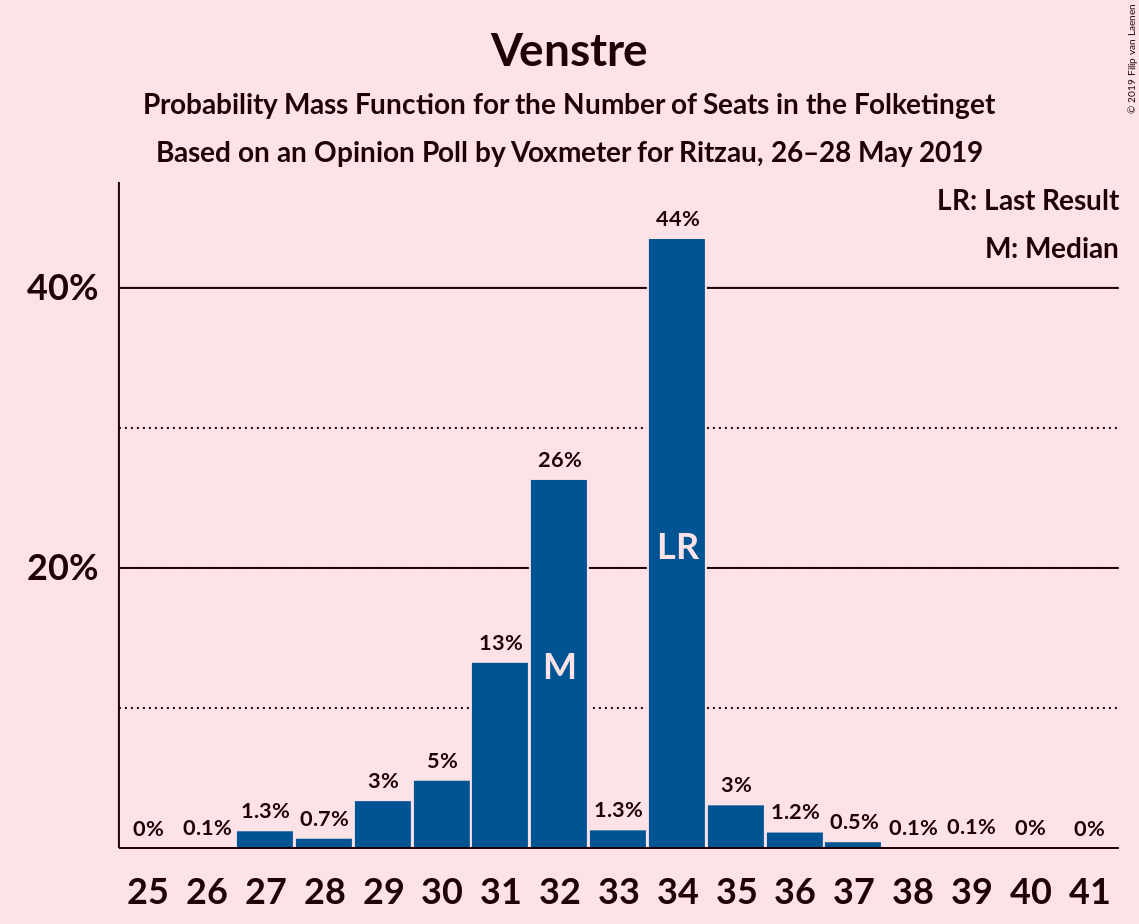 Venstre
Probability Mass Function for the Number of Seats in the Folketinget
Based on an Opinion Poll by Voxmeter for Ritzau, 26–28 May 2019
© 2019 Filip van Laenen
LR: Last Result
M: Median
40%
20%
0%
0.1%
1.3%
0.7%
3%
5%
13%
26%
1.3%
44%
3%
1.2%
0.5%
0.1%
0.1%
0%
0%
M
LR
25 26 27 28 29 30 31 32 33 34 35 36 37 38 39 40 41